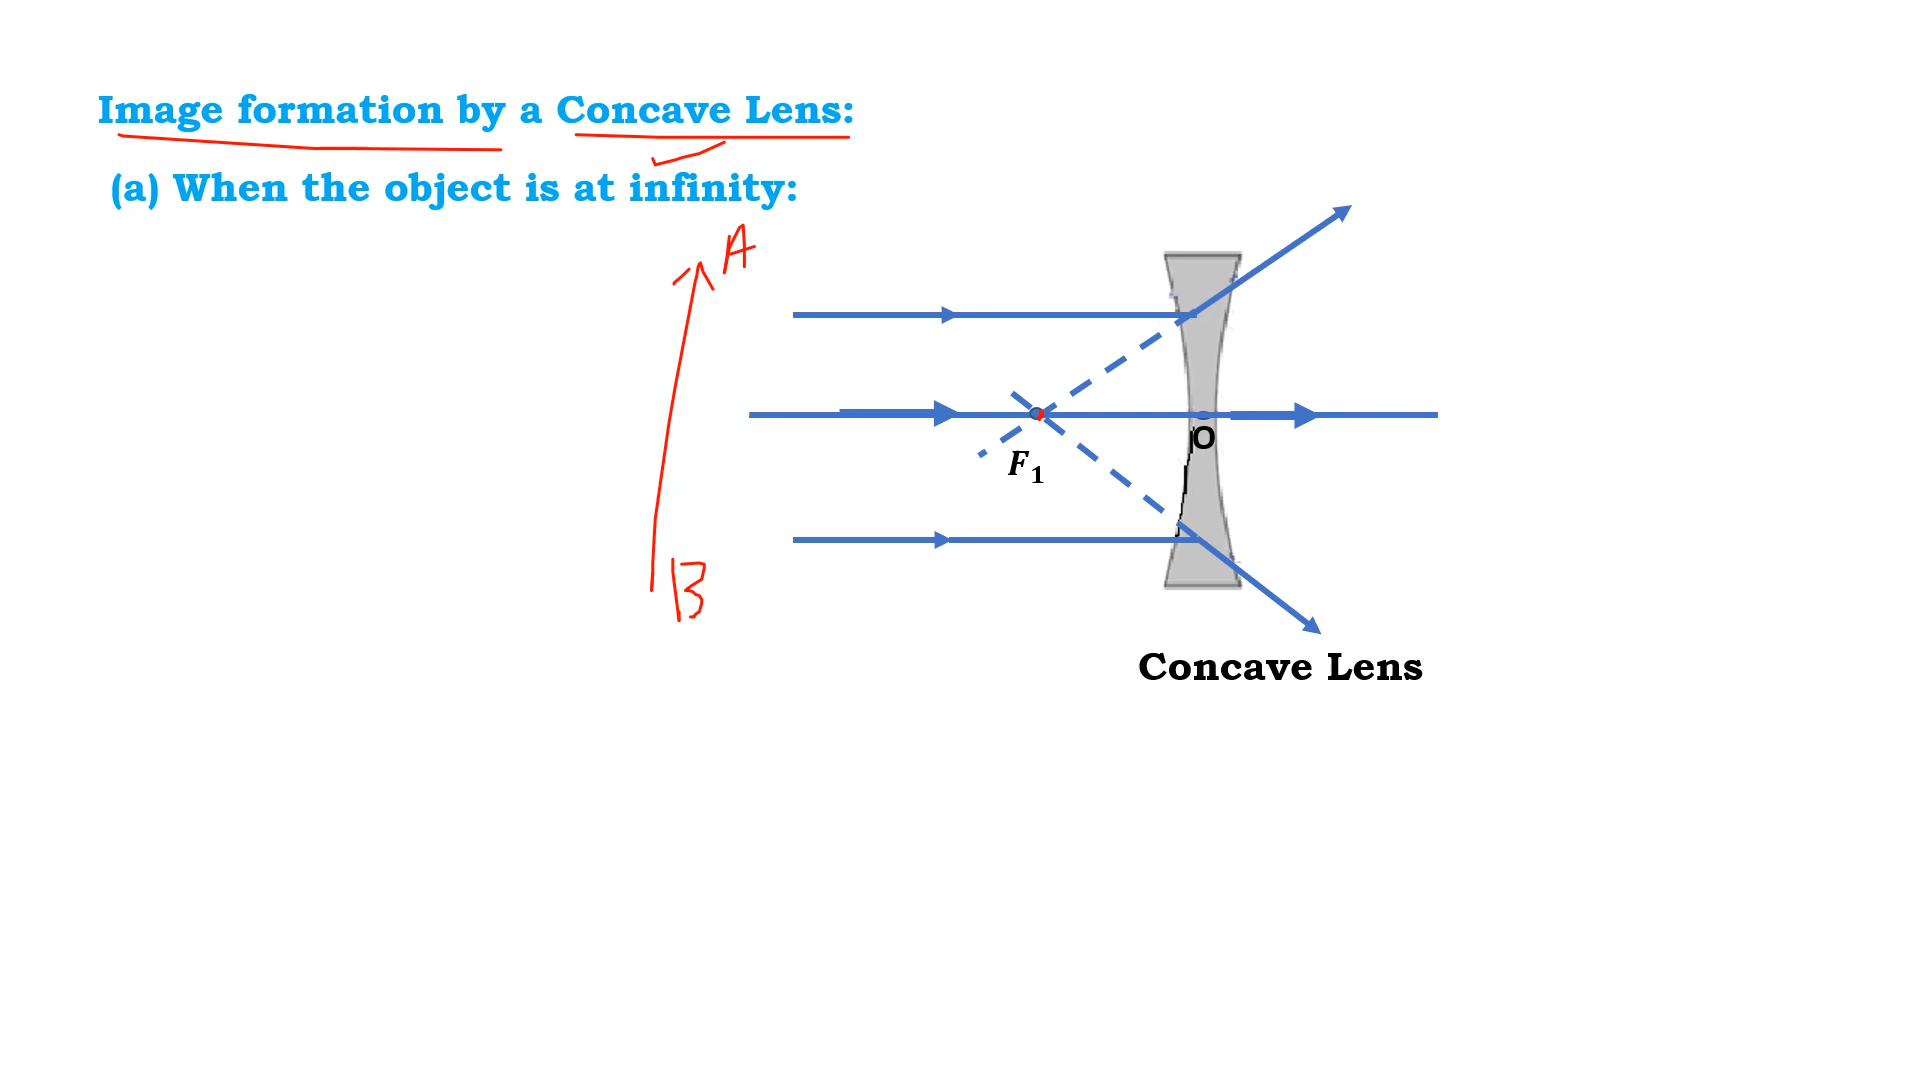 Image formation by a Concave Lens:
(a) When the object is at infinity:
A
O
F₁
B
Concave Lens